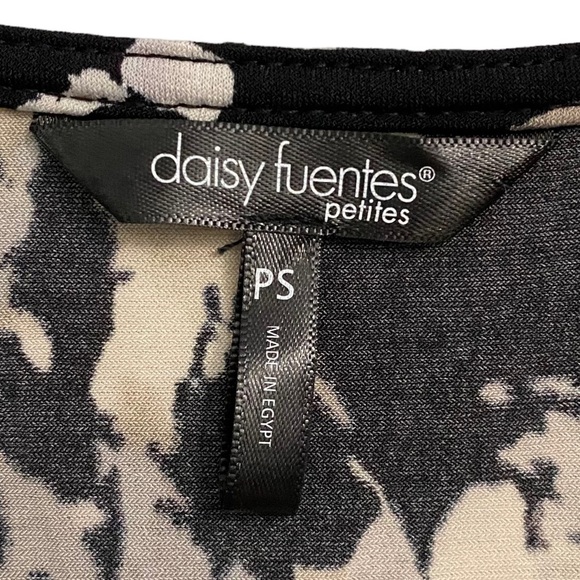 daisy fuentes®
petites
PS
MADE IN EGYPT